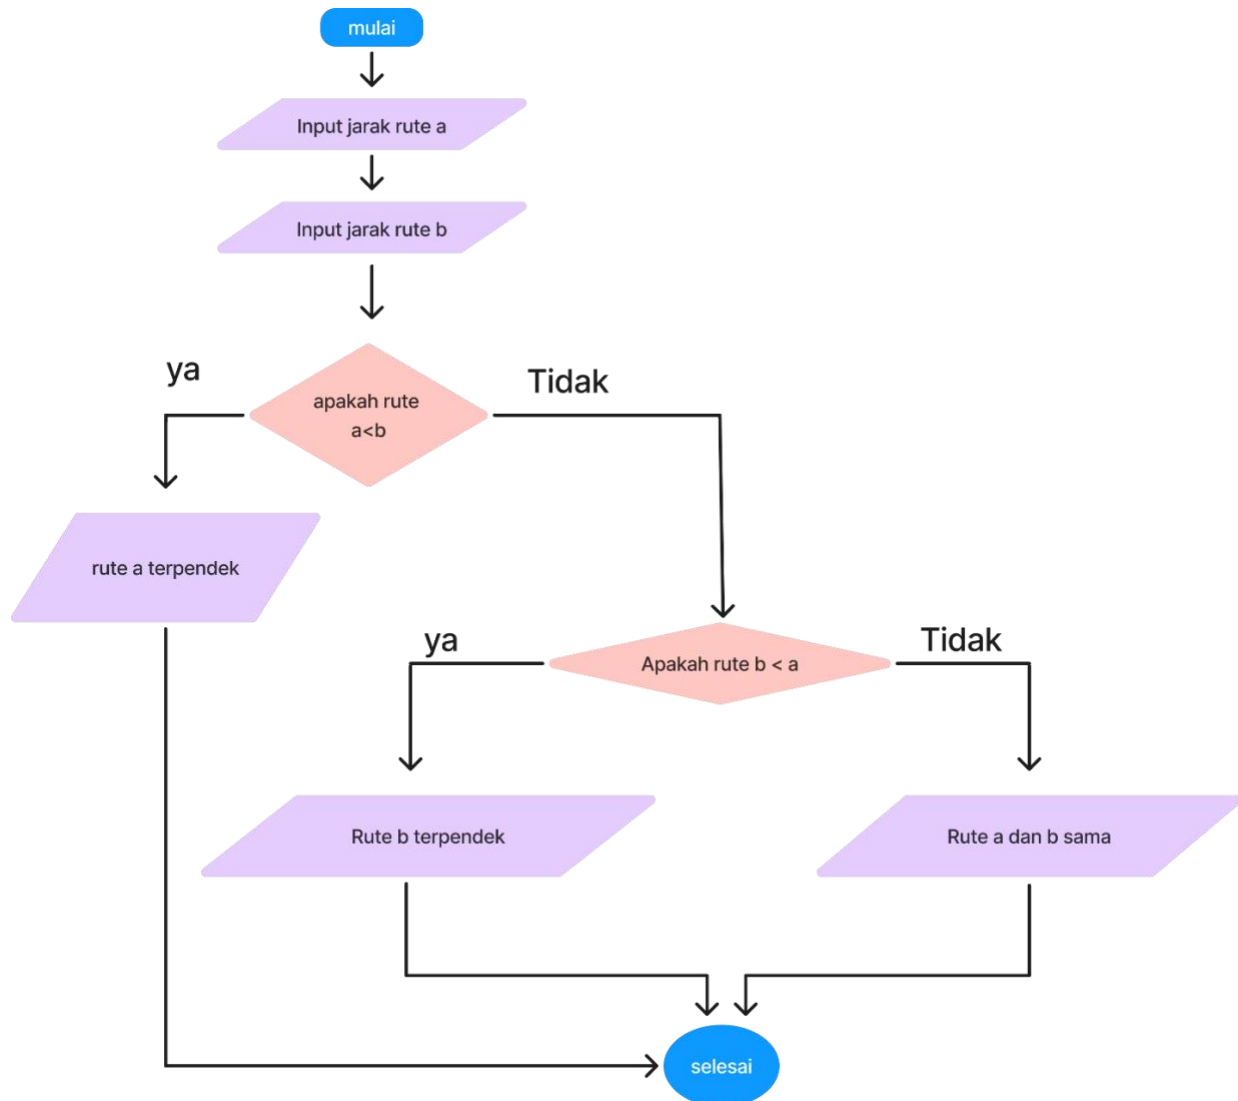 mulai
Input jarak rute a
Input jarak rute b
ya
Tidak
apakah rute
a<b
rute a terpendek
ya
Tidak
Apakah rute b < a
Rute b terpendek
Rute a dan b sama
selesai